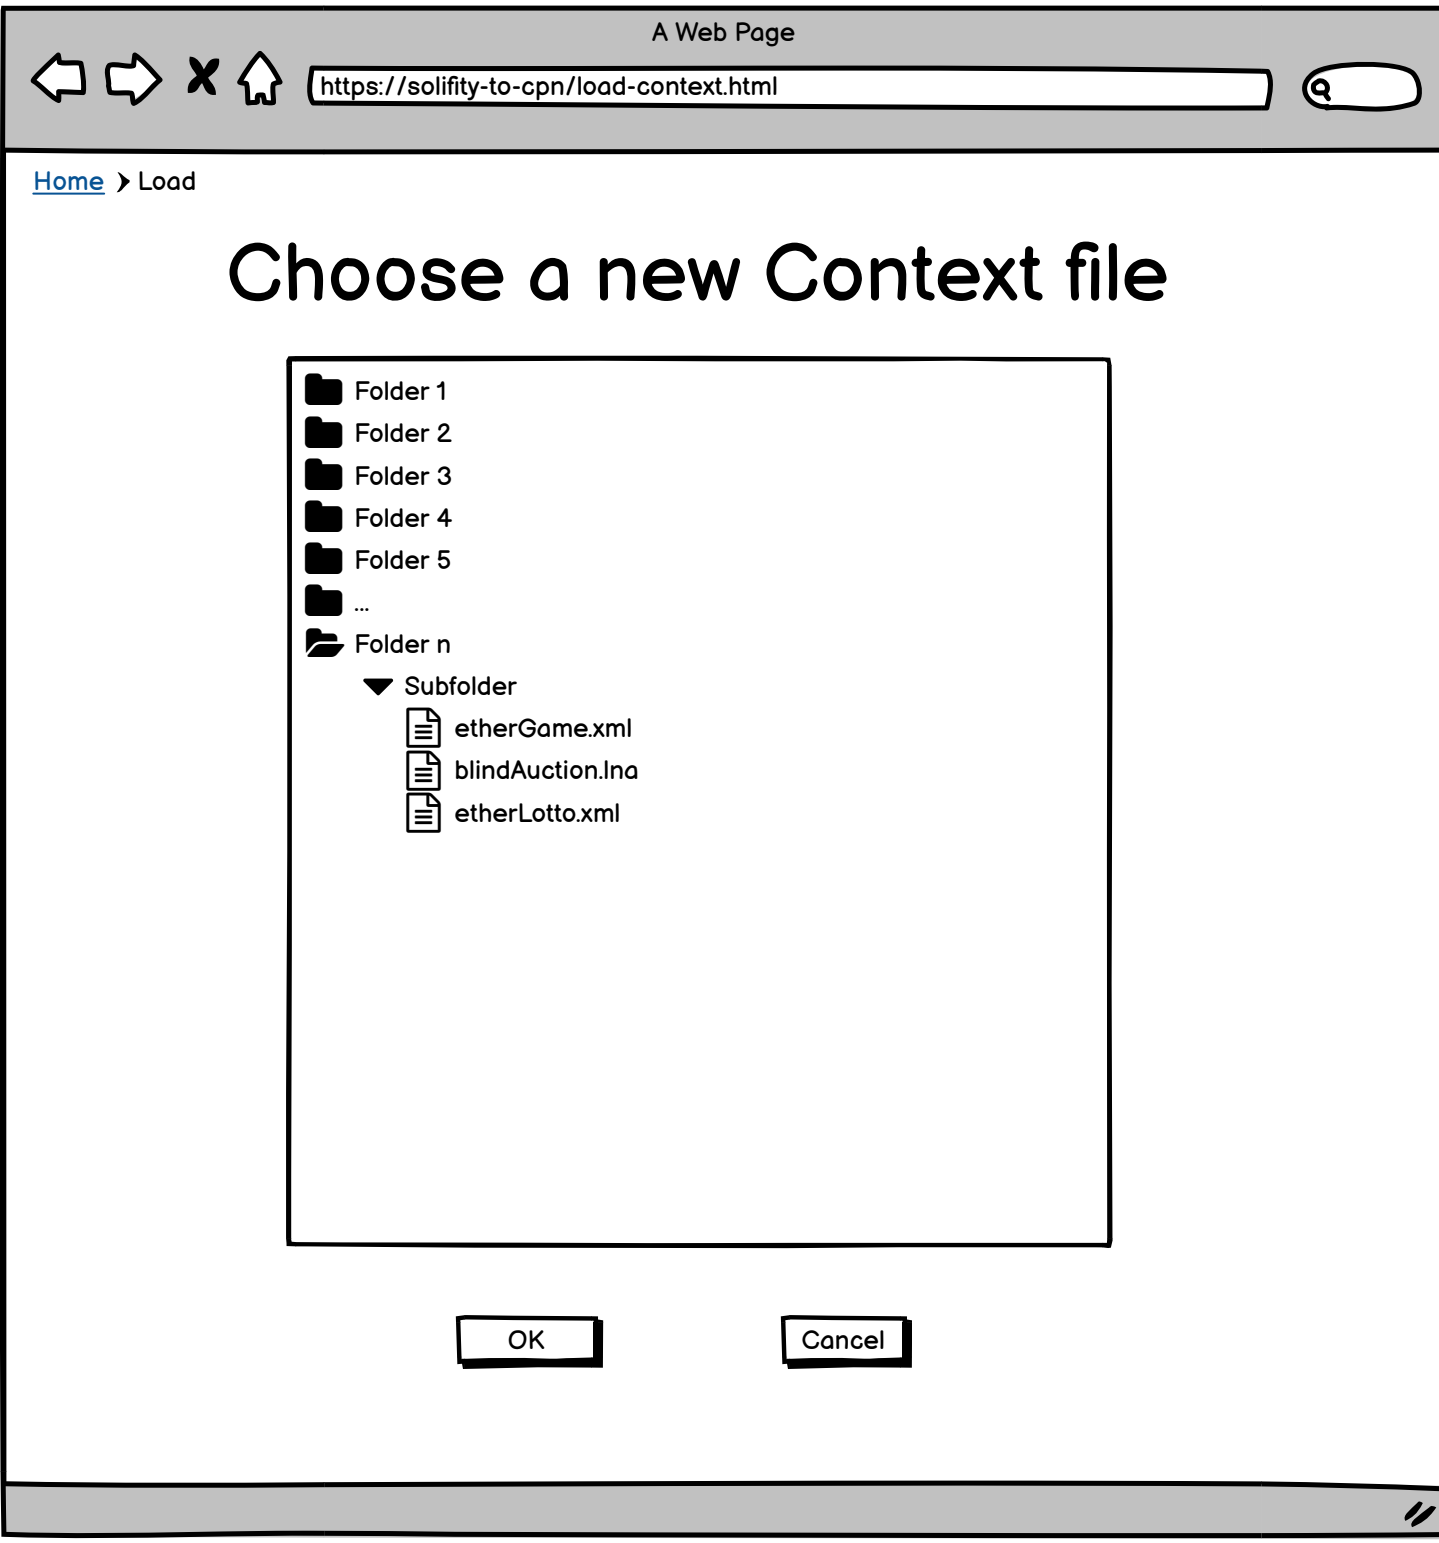 A Web Page
https://solifity-to-cpn/load-context.html
Home Load
Choose a new Context file
Folder 1
Folder 2
Folder 3
Folder 4
Folder 5
...
Folder n
Subfolder
etherGame.xml
blindAuction.lna
etherLotto.xml
OK Cancel